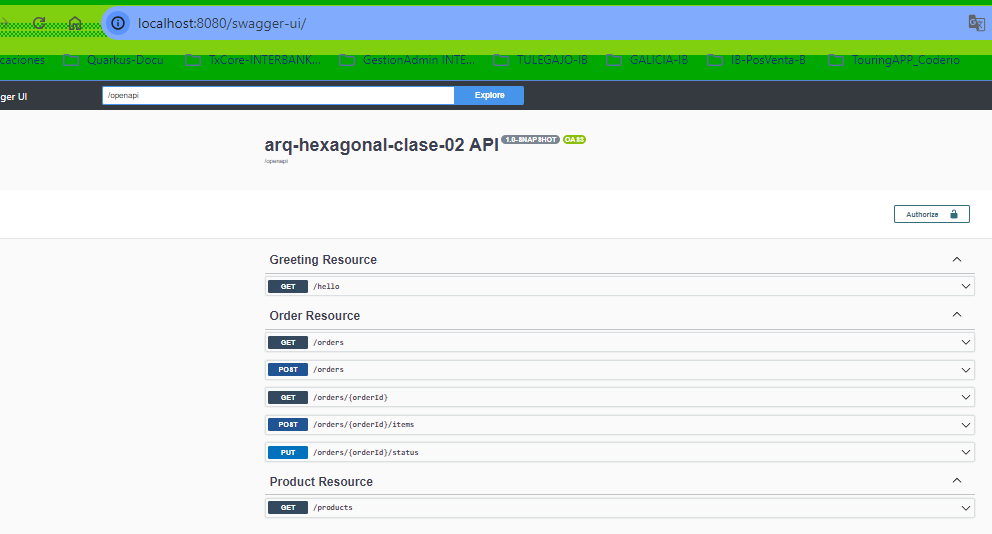 localhost:8080/swagger-ui/
caciones Quarkus-Docu TxCore-INTERBANK... GestionAdmin INTE... TULEGAJO-IB GALICIA-IB IB-PosVenta-B TouringAPP_Coderio
ger UI /openapi Explore
arq-hexagonal-clase-02 API 1.0-SNAPSHOT OAS3
/openapi
Authorize
Greeting Resource
GET /hello
Order Resource
GET /orders
POST /orders
GET /orders/{orderId}
POST /orders/{orderId}/items
PUT /orders/{orderId}/status
Product Resource
GET /products